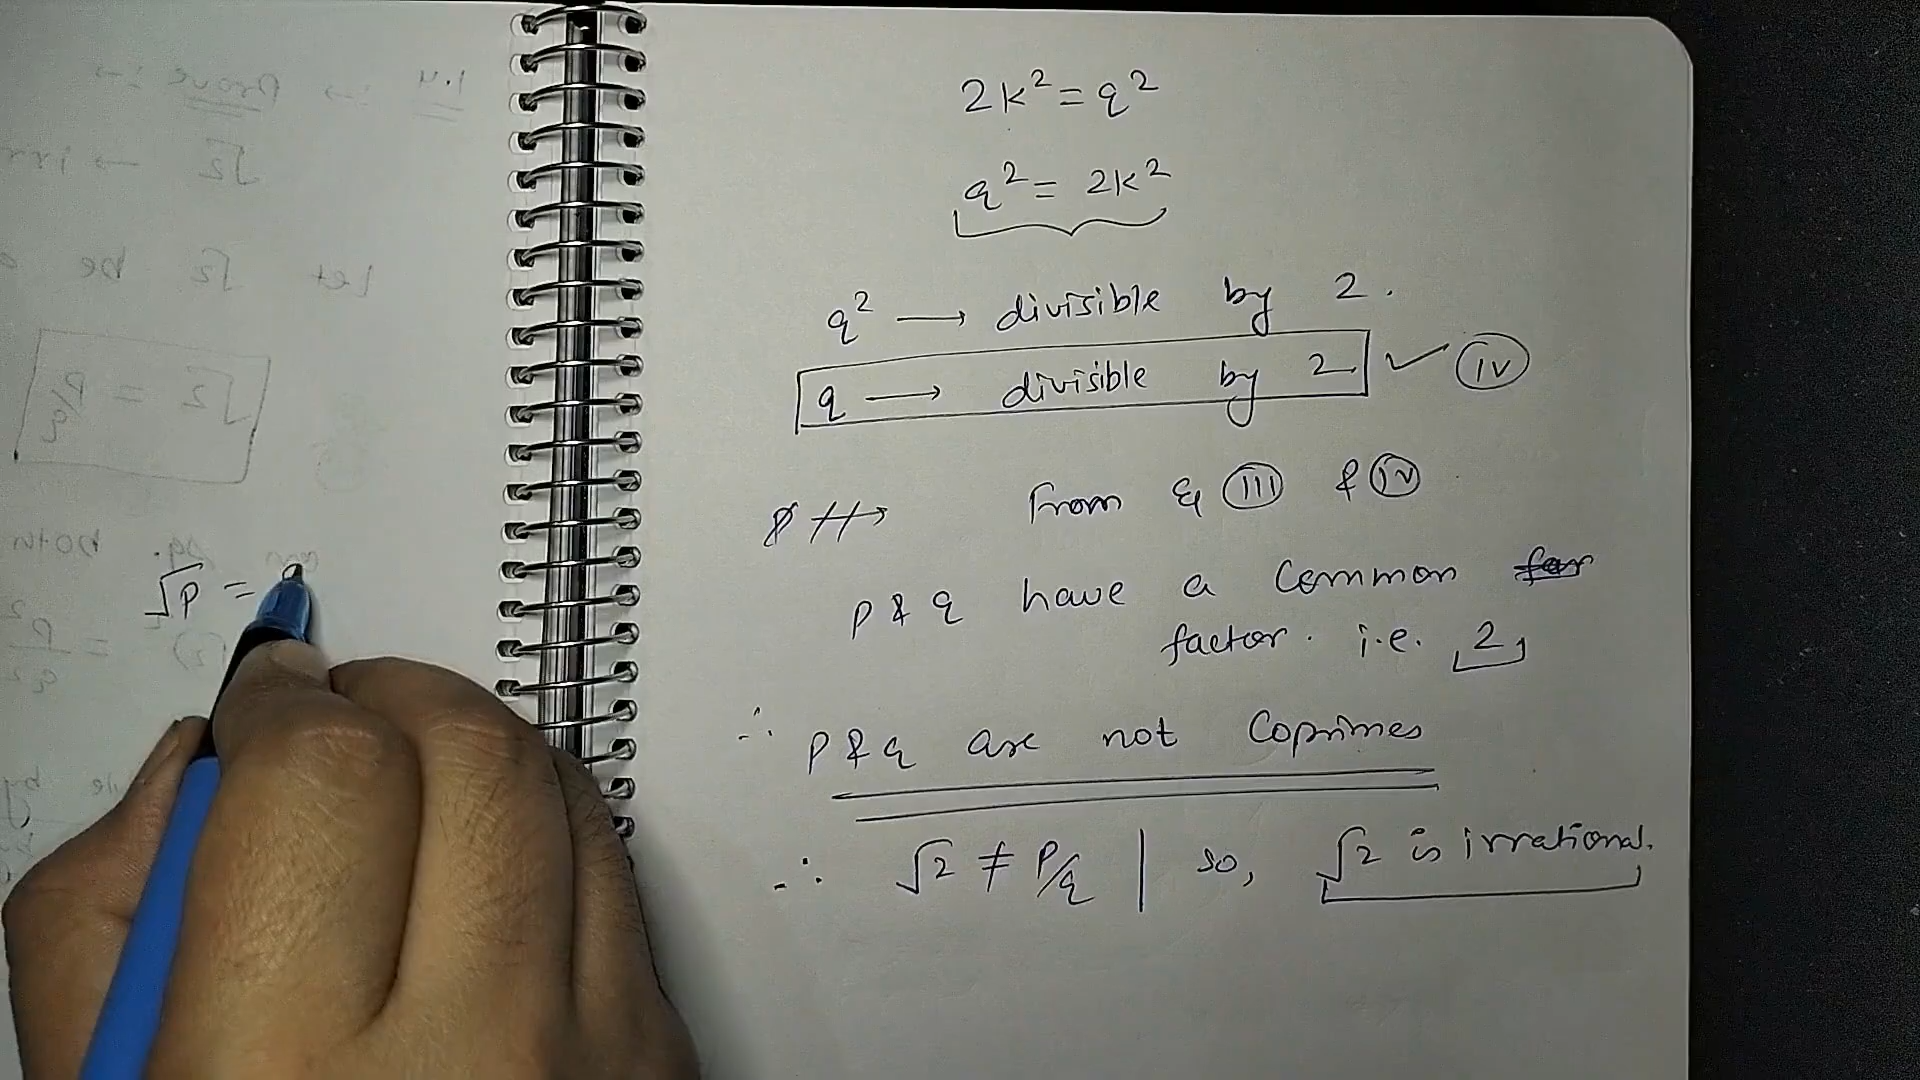 √p =
2k² = q²
q² = 2k²
q² → divisible by 2.
q → divisible by 2 ✓ (iv)
From & (iii) & (iv)
p & q have a common
factor. i.e. 2
∴ p & q are not Coprimes
∴ √2 ≠ p/q | so, √2 is irrational.